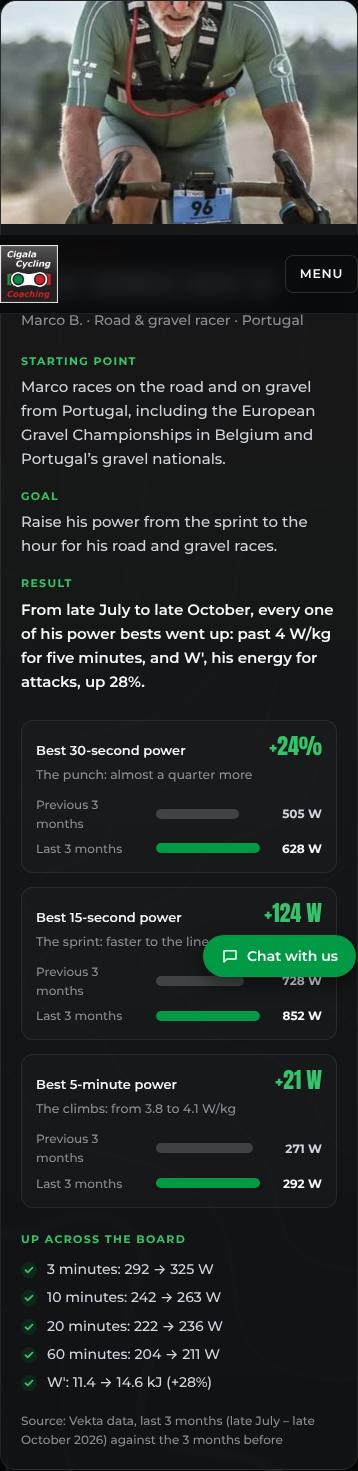 96
Cigala
Cycling
Coaching
MENU
Marco B. · Road & gravel racer · Portugal
STARTING POINT
Marco races on the road and on gravel
from Portugal, including the European
Gravel Championships in Belgium and
Portugal’s gravel nationals.
GOAL
Raise his power from the sprint to the
hour for his road and gravel races.
RESULT
From late July to late October, every one
of his power bests went up: past 4 W/kg
for five minutes, and W', his energy for
attacks, up 28%.
Best 30-second power +24%
The punch: almost a quarter more
Previous 3
months 505 W
Last 3 months 628 W
Best 15-second power +124 W
The sprint: faster to the line
Chat with us
Previous 3
months 728 W
Last 3 months 852 W
Best 5-minute power +21 W
The climbs: from 3.8 to 4.1 W/kg
Previous 3
months 271 W
Last 3 months 292 W
UP ACROSS THE BOARD
3 minutes: 292 → 325 W
10 minutes: 242 → 263 W
20 minutes: 222 → 236 W
60 minutes: 204 → 211 W
W': 11.4 → 14.6 kJ (+28%)
Source: Vekta data, last 3 months (late July – late
October 2026) against the 3 months before